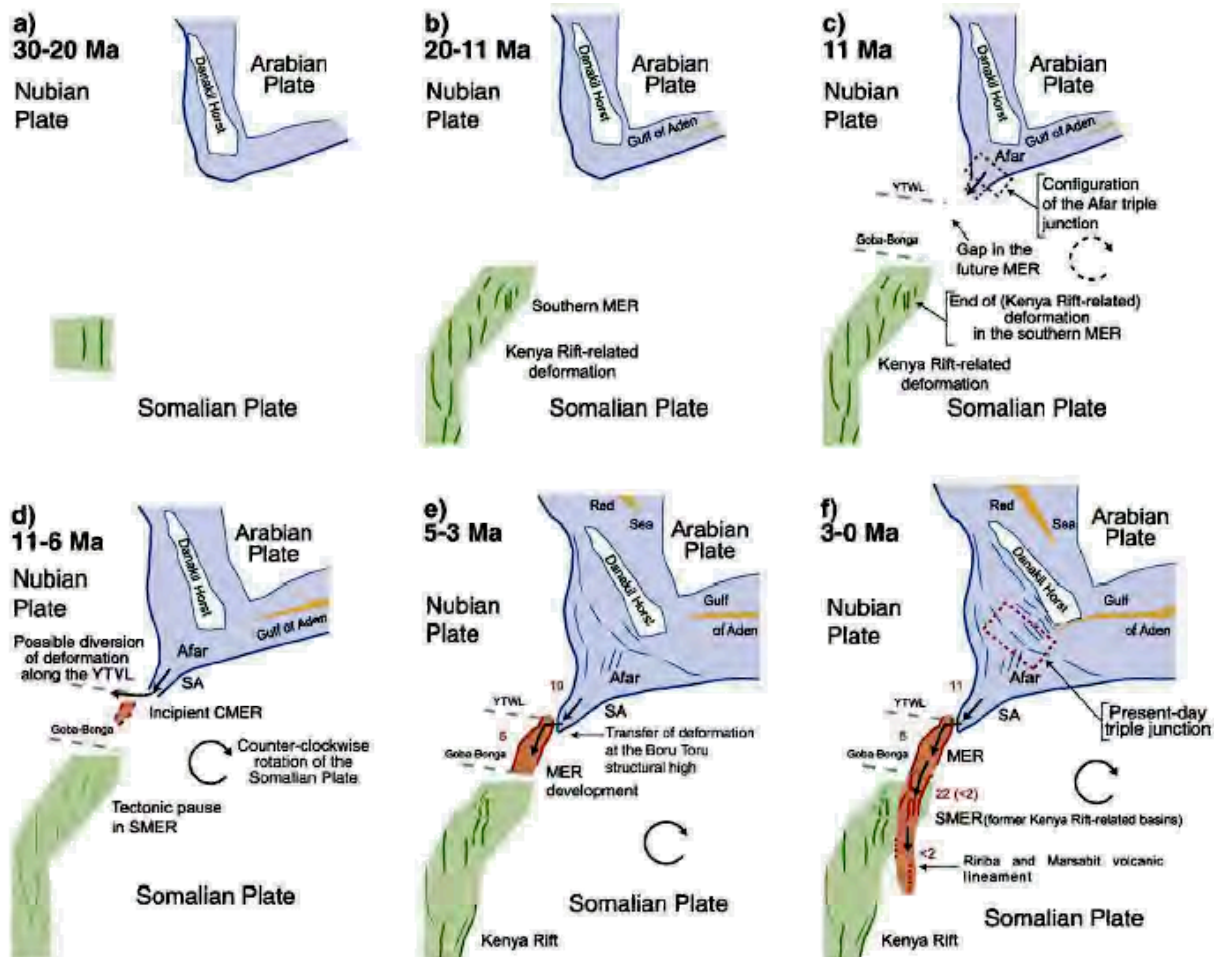 a)
30-20 Ma
Nubian
Plate
Danakil Horst
Arabian
Plate
Somalian Plate
b)
20-11 Ma
Nubian
Plate
Danakil Horst
Arabian
Plate
Gulf of Aden
Southern MER
Kenya Rift-related
deformation
Somalian Plate
c)
11 Ma
Nubian
Plate
Danakil Horst
Arabian
Plate
Gulf of Aden
Afar
YTWL
Configuration
of the Afar triple
junction
Goba-Bonga
Gap in the
future MER
End of (Kenya Rift-related)
deformation
in the southern MER
Kenya Rift-related
deformation
Somalian Plate
d)
11-6 Ma
Nubian
Plate
Danakil Horst
Arabian
Plate
Gulf of Aden
Possible diversion
of deformation
along the YTVL
Afar
SA
Incipient CMER
Goba-Bonga
Counter-clockwise
rotation of the
Somalian Plate
Tectonic pause
in SMER
Somalian Plate
e)
5-3 Ma
Red
Sea
Arabian
Plate
Nubian
Plate
Danakil Horst
Gulf
of Aden
Afar
YTWL
SA
Goba-Bonga
Transfer of deformation
at the Boru Toru
structural high
MER
development
Somalian Plate
Kenya Rift
f)
3-0 Ma
Red
Sea
Arabian
Plate
Nubian
Plate
Danakil Horst
Gulf
of Aden
Afar
11
YTWL
SA
Present-day
triple junction
Goba-Bonga
MER
22 (<2)
SMER(former Kenya Rift-related basins)
<2
Ririba and Marsabit volcanic
lineament
Somalian Plate
Kenya Rift